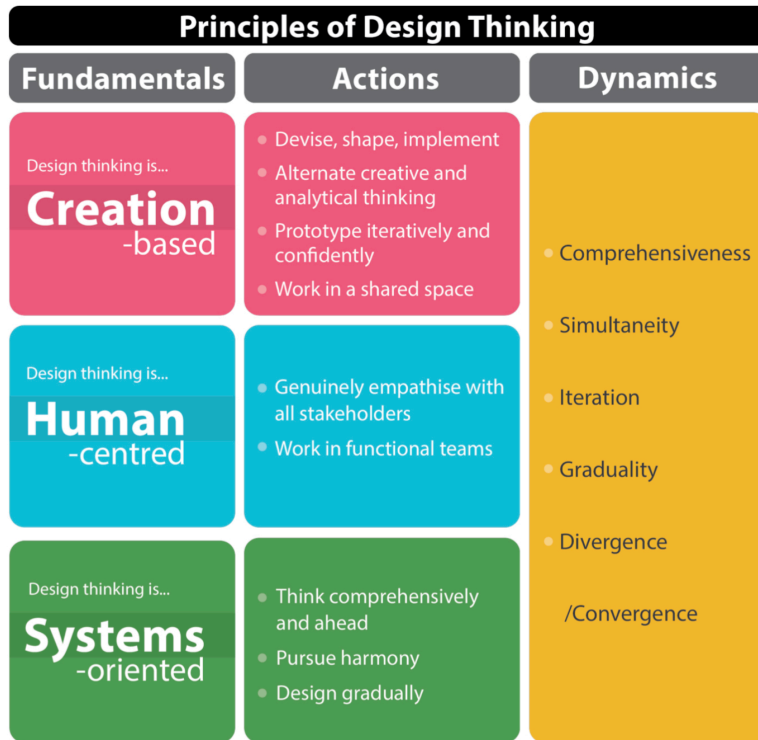 Principles of Design Thinking
Fundamentals
Actions
Dynamics
Design thinking is...
Creation
-based
Devise, shape, implement
Alternate creative and
analytical thinking
Prototype iteratively and
confidently
Work in a shared space
Design thinking is...
Human
-centred
Genuinely empathise with
all stakeholders
Work in functional teams
Design thinking is...
Systems
-oriented
Think comprehensively
and ahead
Pursue harmony
Design gradually
Comprehensiveness
Simultaneity
Iteration
Graduality
Divergence
/Convergence